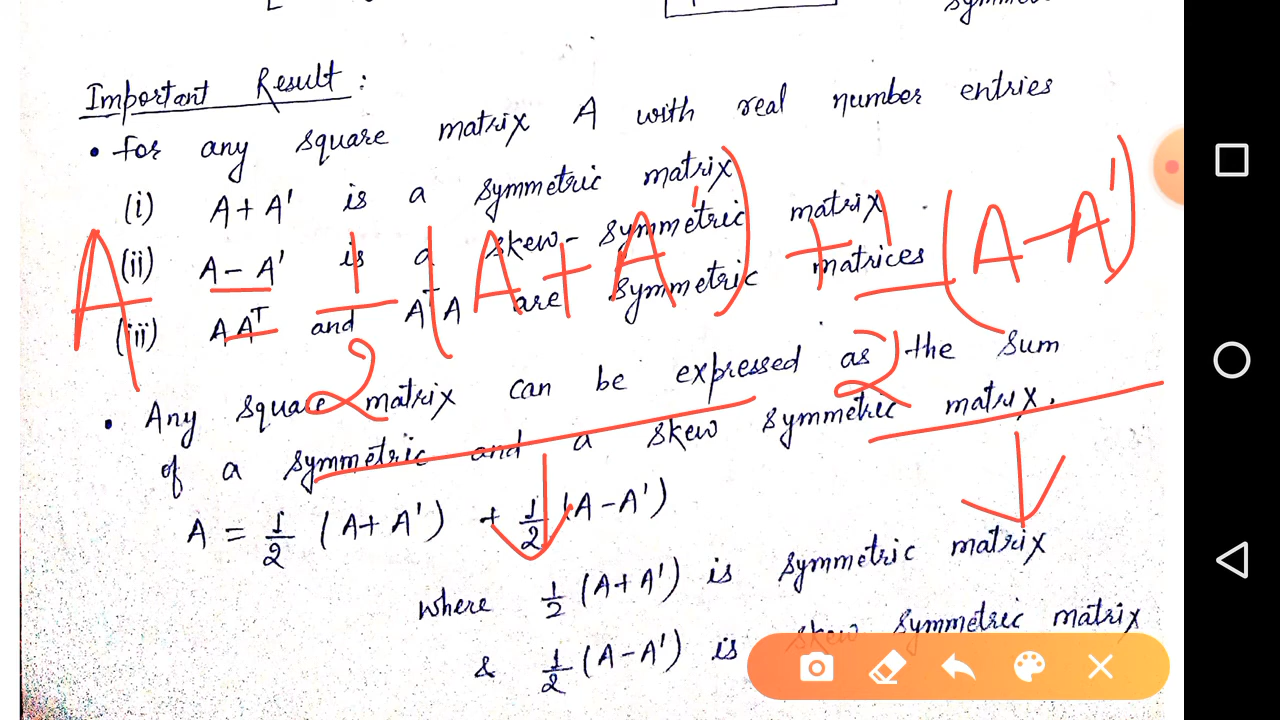 Important Result :
• For any square matrix A with real number entries
(i) A + A' is a symmetric matrix
(ii) A - A' is a skew-symmetric matrix .
(iii) AAᵀ and AᵀA are symmetric matrices
A 1/2 (A + A') + 1/2 (A - A')
• Any square matrix can be expressed as the sum
of a symmetric and a skew symmetric matrix.
A = 1/2 (A + A') + 1/2 (A - A')
where 1/2 (A + A') is symmetric matrix
& 1/2 (A - A') is skew symmetric matrix